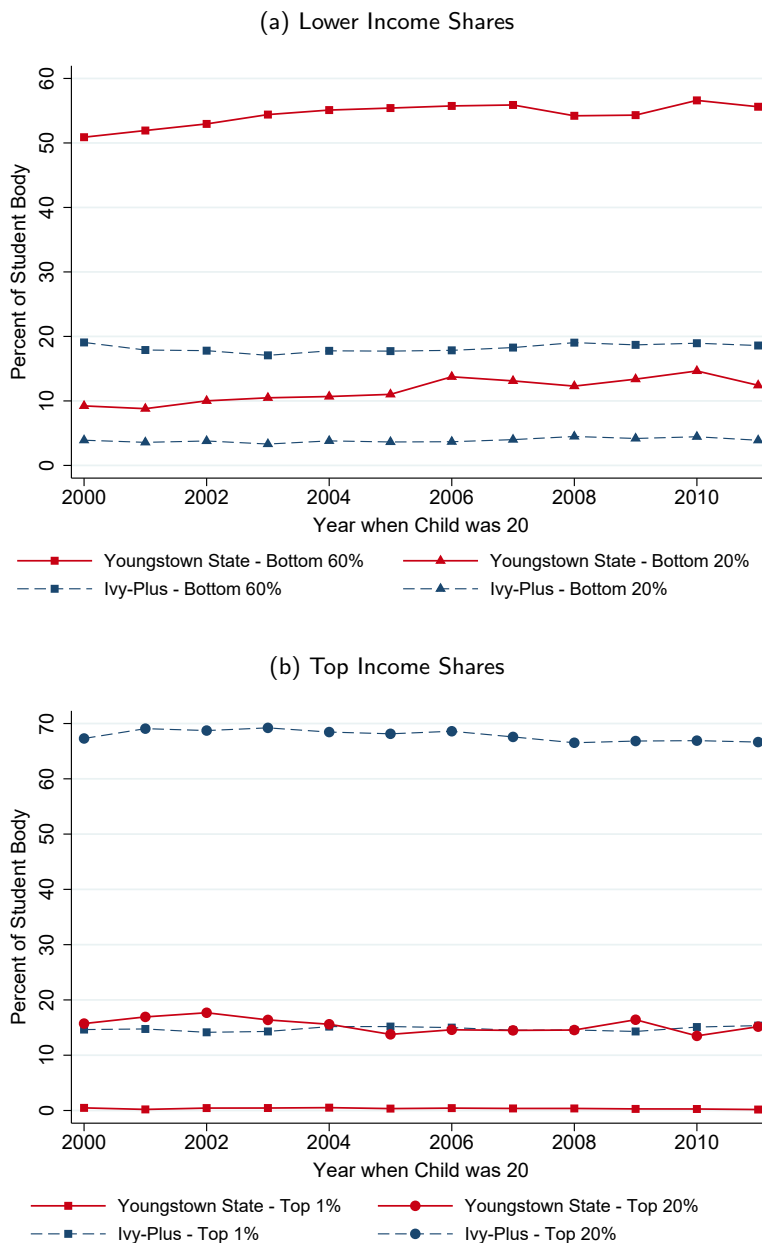 (a) Lower Income Shares
Percent of Student Body
60
50
40
30
20
10
0
2000 2002 2004 2006 2008 2010
Year when Child was 20
Youngstown State - Bottom 60% Youngstown State - Bottom 20%
Ivy-Plus - Bottom 60% Ivy-Plus - Bottom 20%
(b) Top Income Shares
Percent of Student Body
70
60
50
40
30
20
10
0
2000 2002 2004 2006 2008 2010
Year when Child was 20
Youngstown State - Top 1% Youngstown State - Top 20%
Ivy-Plus - Top 1% Ivy-Plus - Top 20%